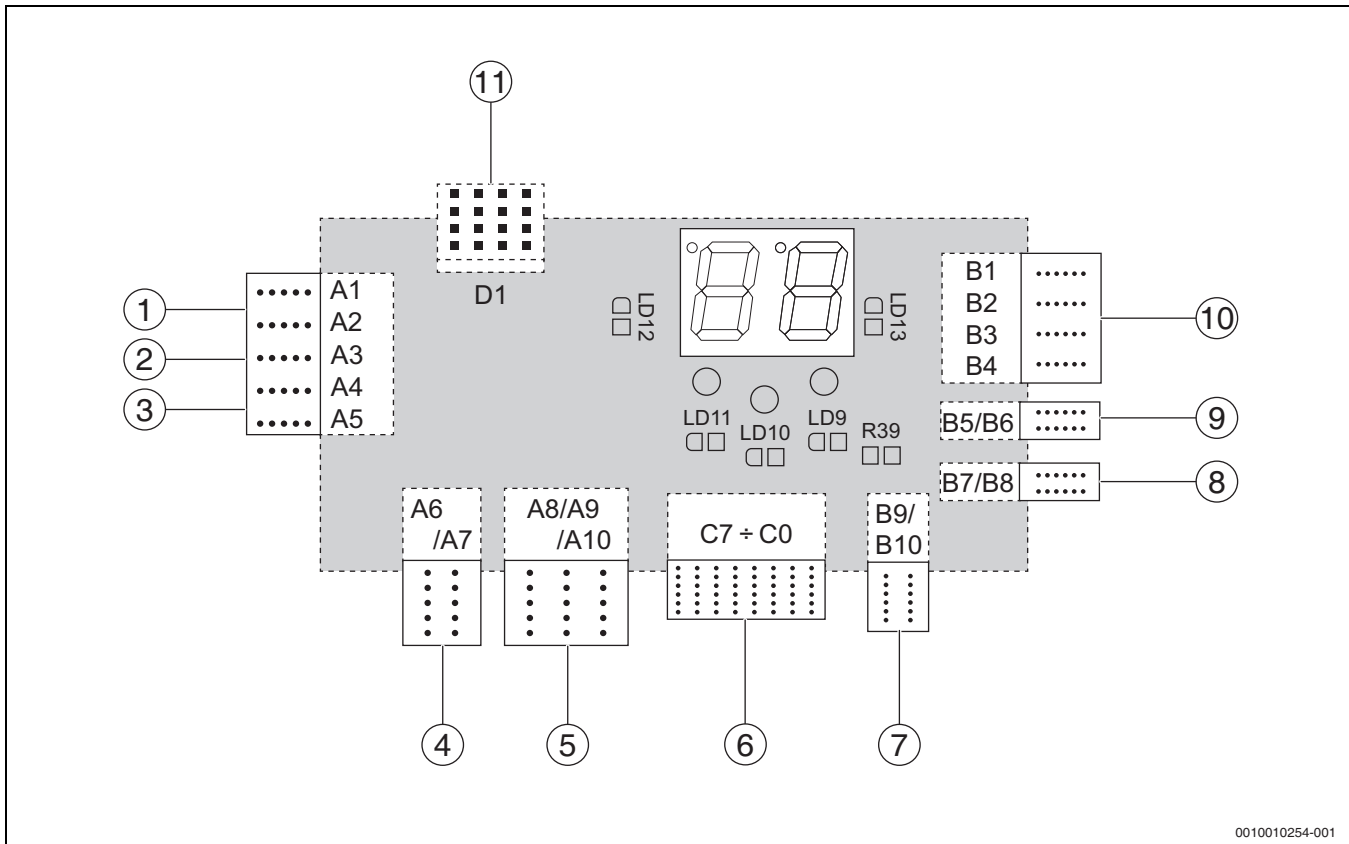 11
D1
A1
A2
A3
A4
A5
1
2
3
LD12
88
LD13
LD11
LD10
LD9
R39
B1
B2
B3
B4
10
B5/B6
9
B7/B8
8
A6
/A7
A8/A9
/A10
C7 ÷ C0
B9/
B10
4
5
6
7
0010010254-001